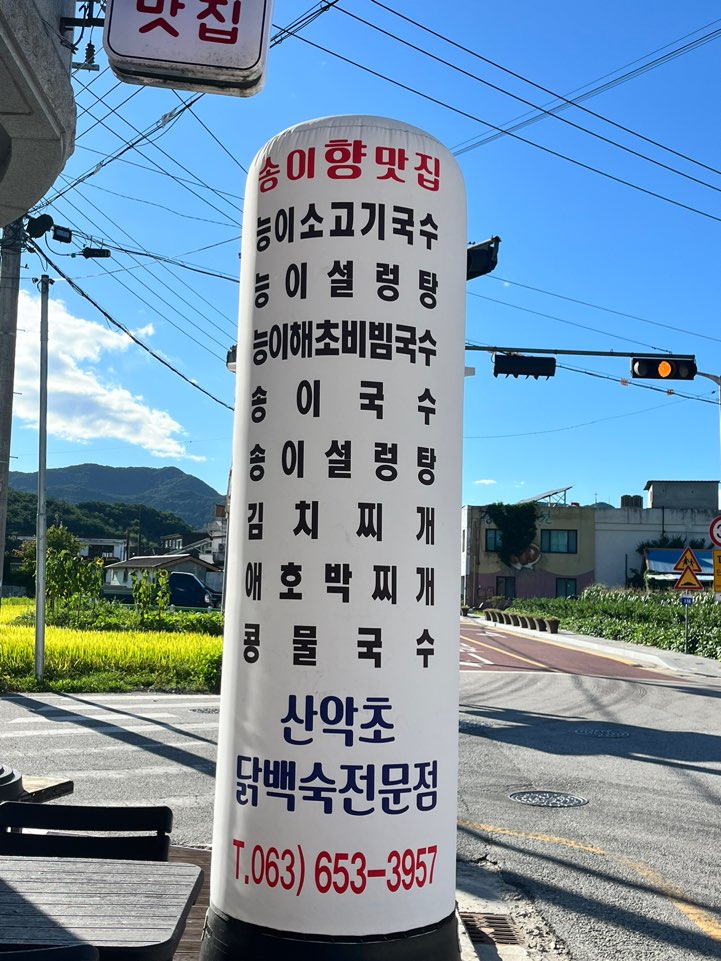 맛집
송이향맛집
능이소고기국수
능이설렁탕
능이해초비빔국수
송이국수
송이설렁탕
김치찌개
애호박찌개
콩물국수
산약초
닭백숙전문점
T.063) 653-3957